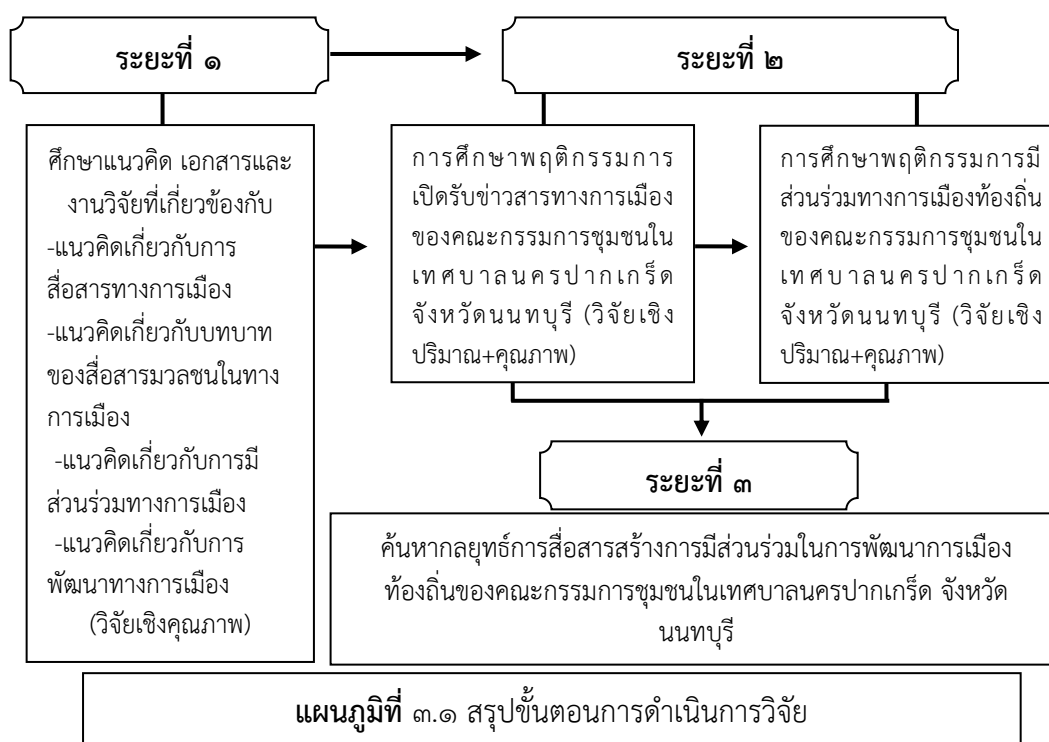 ระยะที่ ๑
ระยะที่ ๒
ศึกษาแนวคิด เอกสารและ
งานวิจัยที่เกี่ยวข้องกับ
-แนวคิดเกี่ยวกับการ
สื่อสารทางการเมือง
-แนวคิดเกี่ยวกับบทบาท
ของสื่อสารมวลชนในทาง
การเมือง
-แนวคิดเกี่ยวกับการมี
ส่วนร่วมทางการเมือง
-แนวคิดเกี่ยวกับการ
พัฒนาทางการเมือง
(วิจัยเชิงคุณภาพ)
การศึกษาพฤติกรรมการ
เปิดรับข่าวสารทางการเมือง
ของคณะกรรมการชุมชนใน
เทศบาลนครปากเกร็ด
จังหวัดนนทบุรี (วิจัยเชิง
ปริมาณ+คุณภาพ)
การศึกษาพฤติกรรมการมี
ส่วนร่วมทางการเมืองท้องถิ่น
ของคณะกรรมการชุมชนใน
เทศบาลนครปากเกร็ด
จังหวัดนนทบุรี (วิจัยเชิง
ปริมาณ+คุณภาพ)
ระยะที่ ๓
ค้นหากลยุทธ์การสื่อสารสร้างการมีส่วนร่วมในการพัฒนาการเมือง
ท้องถิ่นของคณะกรรมการชุมชนในเทศบาลนครปากเกร็ด จังหวัด
นนทบุรี
แผนภูมิที่ ๓.๑ สรุปขั้นตอนการดำเนินการวิจัย